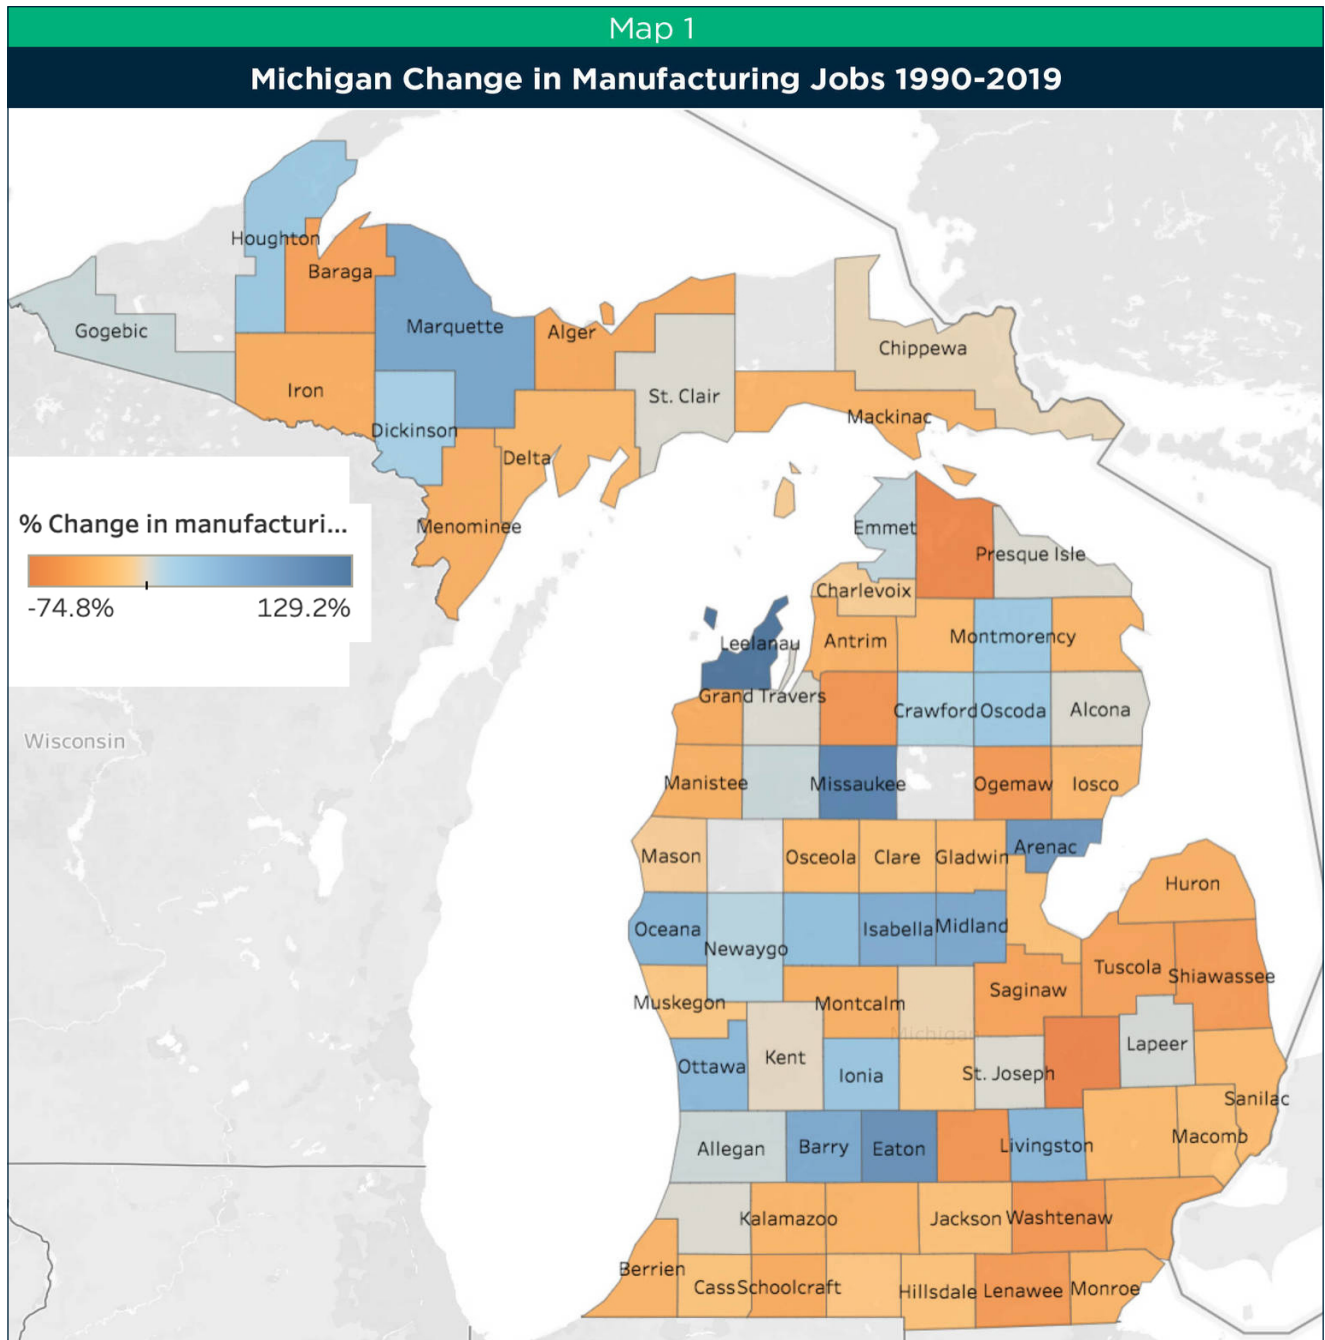 Map 1
Michigan Change in Manufacturing Jobs 1990-2019
Houghton
Baraga
Gogebic
Marquette
Alger
Chippewa
Iron
St. Clair
Mackinac
Dickinson
Delta
Menominee
% Change in manufacturi...
-74.8% 129.2%
Emmet
Presque Isle
Charlevoix
Leelanau
Antrim
Montmorency
Grand Travers
Crawford
Oscoda
Alcona
Wisconsin
Manistee
Missaukee
Ogemaw
Iosco
Mason
Osceola
Clare
Gladwin
Arenac
Huron
Oceana
Newaygo
Isabella
Midland
Tuscola
Shiawassee
Muskegon
Montcalm
Saginaw
Michigan
Kent
Lapeer
Ottawa
Ionia
St. Joseph
Sanilac
Allegan
Barry
Eaton
Livingston
Macomb
Kalamazoo
Jackson
Washtenaw
Berrien
Cass
Schoolcraft
Hillsdale
Lenawee
Monroe